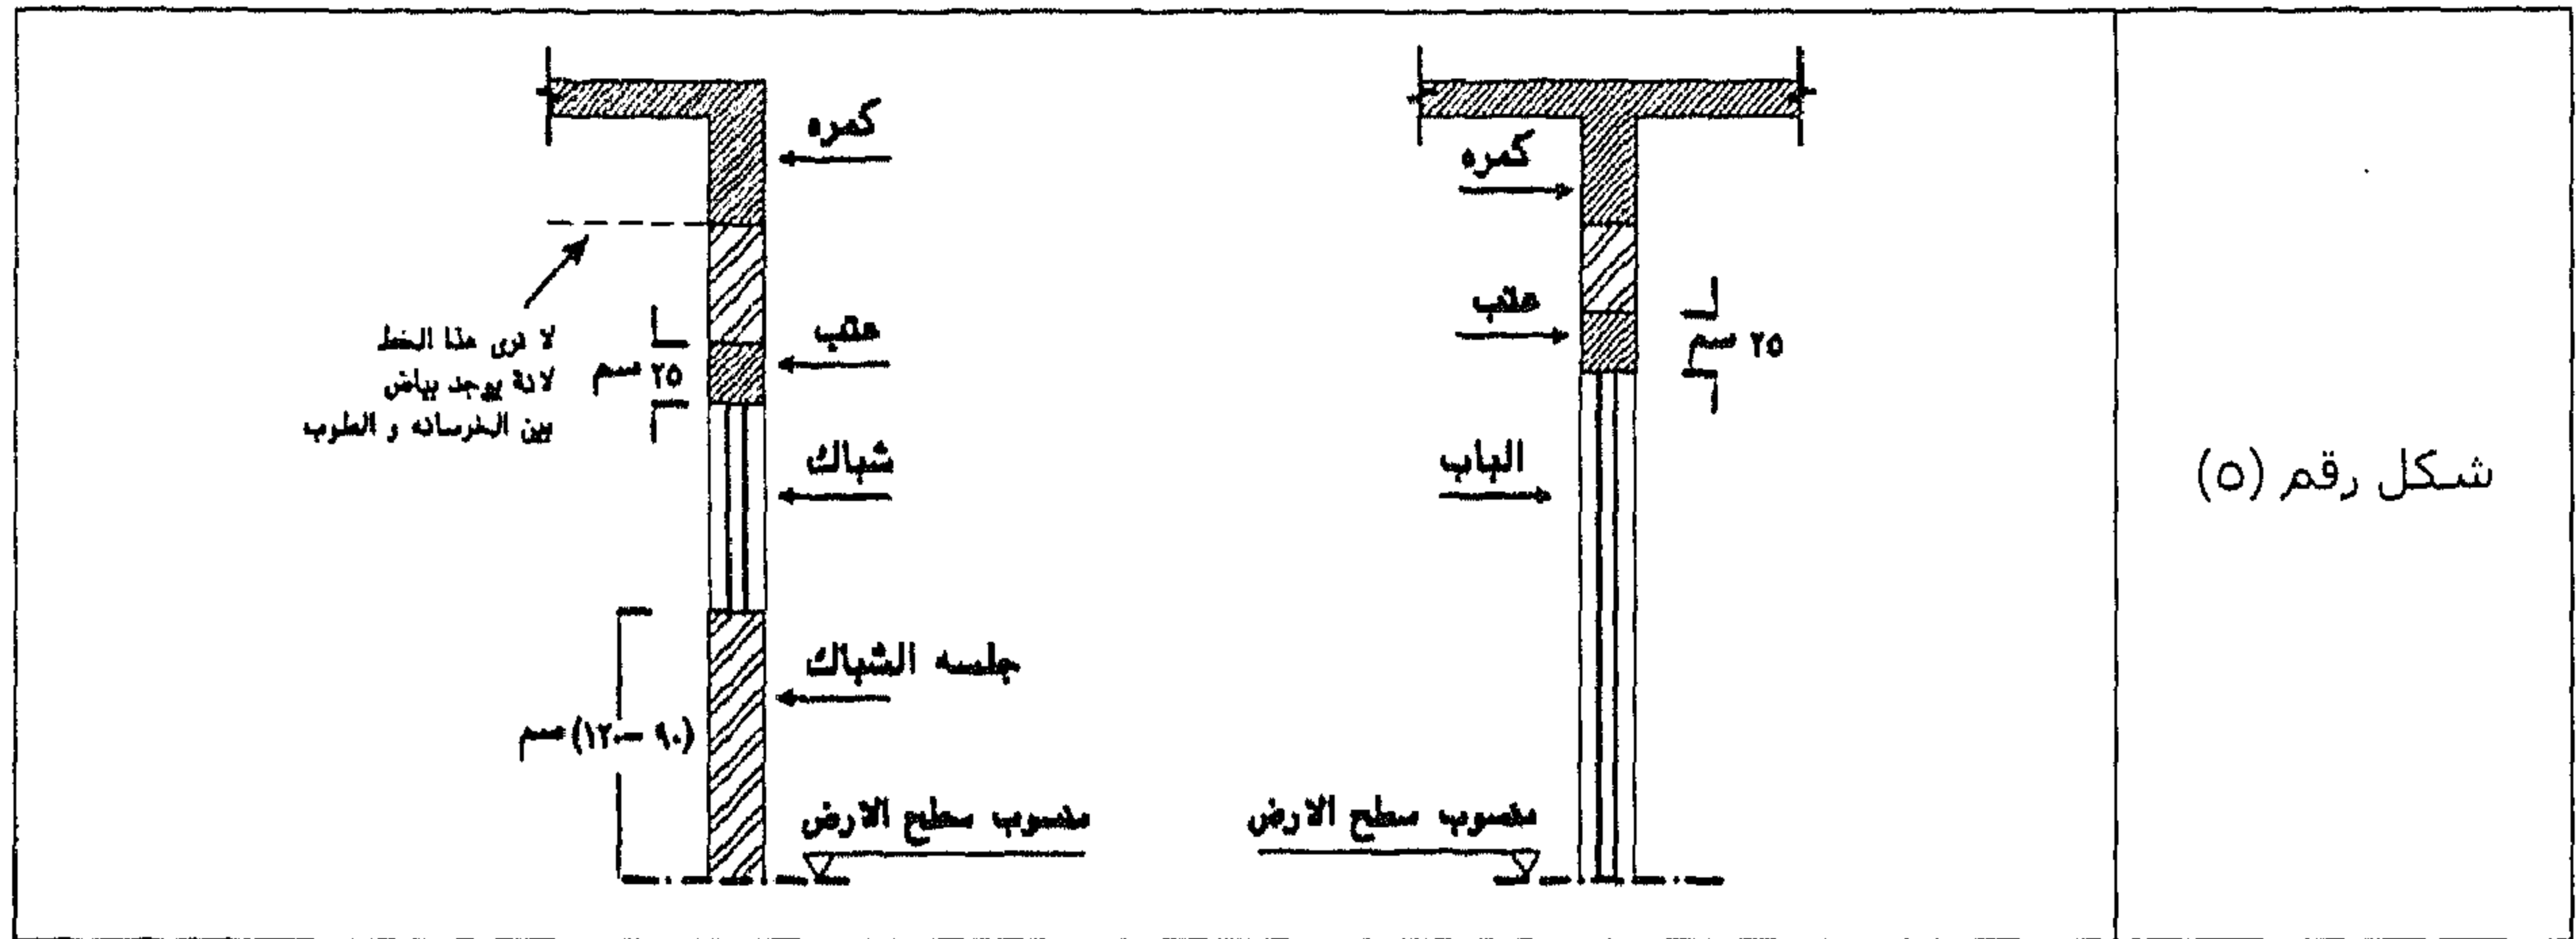 شكل رقم (٥)
كمره
عتب
٢٥ سم
الباب
منسوب سطح الارض
كمره
لا نرى هذا الخط
لانة يوجد بياض
بين الخرسانه و الطوب
عتب
٢٥ سم
شباك
جلسه الشباك
(٩٠ – ١٢٠) سم
منسوب سطح الارض